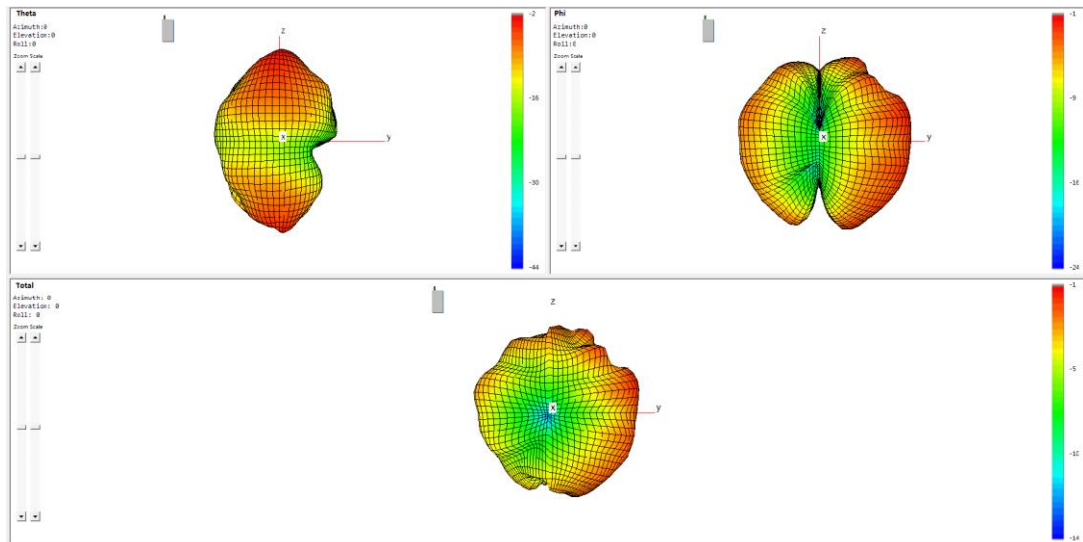 Theta
Azimuth:0
Elevation:0
Roll:0
Zoom Scale
z
x
y
-2
-16
-30
-44
Phi
Azimuth:0
Elevation:0
Roll:0
Zoom Scale
z
x
y
-1
-9
-16
-24
Total
Azimuth: 0
Elevation: 0
Roll: 0
Zoom Scale
z
x
y
-1
-5
-10
-14